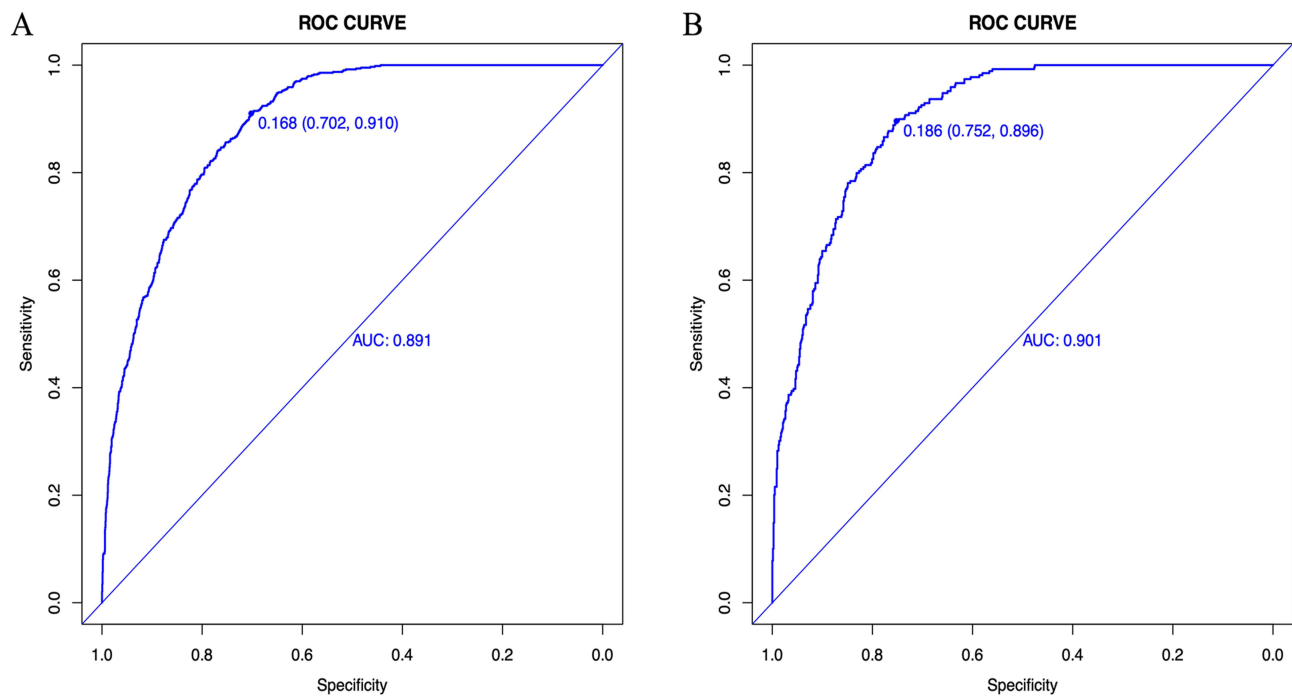 A
ROC CURVE
Sensitivity
1.0
0.8
0.6
0.4
0.2
0.0
0.168 (0.702, 0.910)
AUC: 0.891
1.0 0.8 0.6 0.4 0.2 0.0
Specificity
B
ROC CURVE
Sensitivity
1.0
0.8
0.6
0.4
0.2
0.0
0.186 (0.752, 0.896)
AUC: 0.901
1.0 0.8 0.6 0.4 0.2 0.0
Specificity